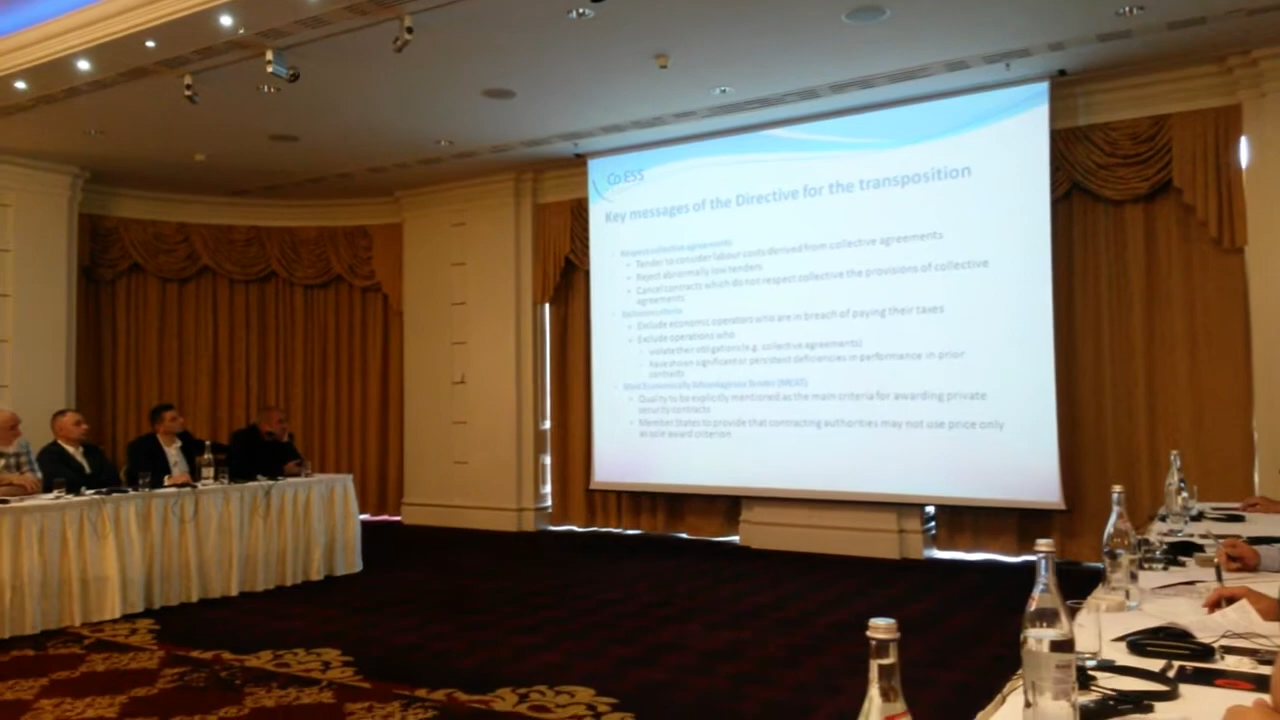 CoESS
Key messages of the Directive for the transposition
Respect collective agreements
Tender to consider labour costs derived from collective agreements
Reject abnormally low tenders
Cancel contracts which do not respect collective the provisions of collective
agreements
Exclude economic operators who are in breach of paying their taxes
Exclude operations who
violate their obligations (e.g. collective agreements)
have shown significant or persistent deficiencies in performance in prior
contracts
Most Economically Advantageous Tender (MEAT)
Quality to be explicitly mentioned as the main criteria for awarding private
security contracts
Member States to provide that contracting authorities may not use price only
as sole award criterion